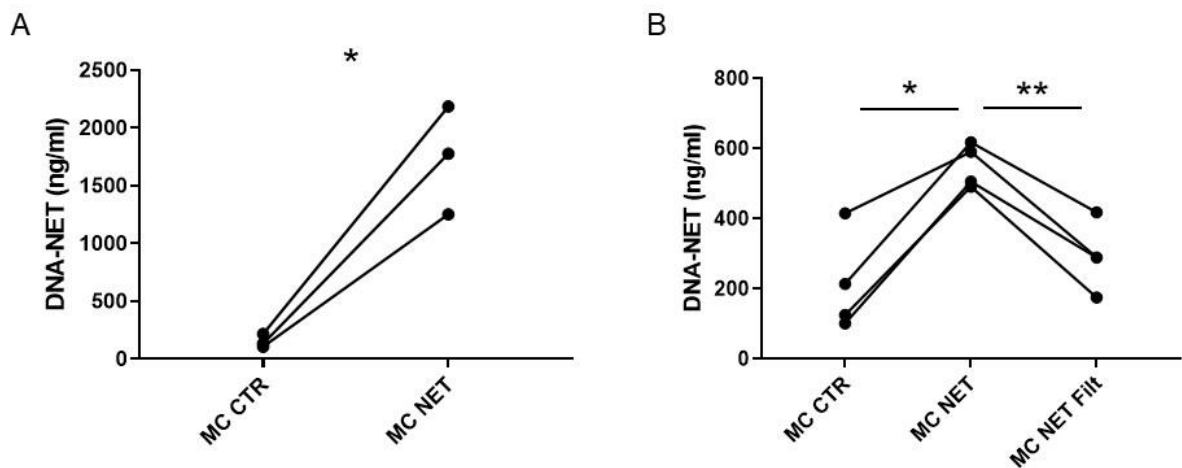 A
*
DNA-NET (ng/ml)
2500
2000
1500
1000
500
0
MC CTR
MC NET
B
*
**
DNA-NET (ng/ml)
800
600
400
200
0
MC CTR
MC NET
MC NET Filt